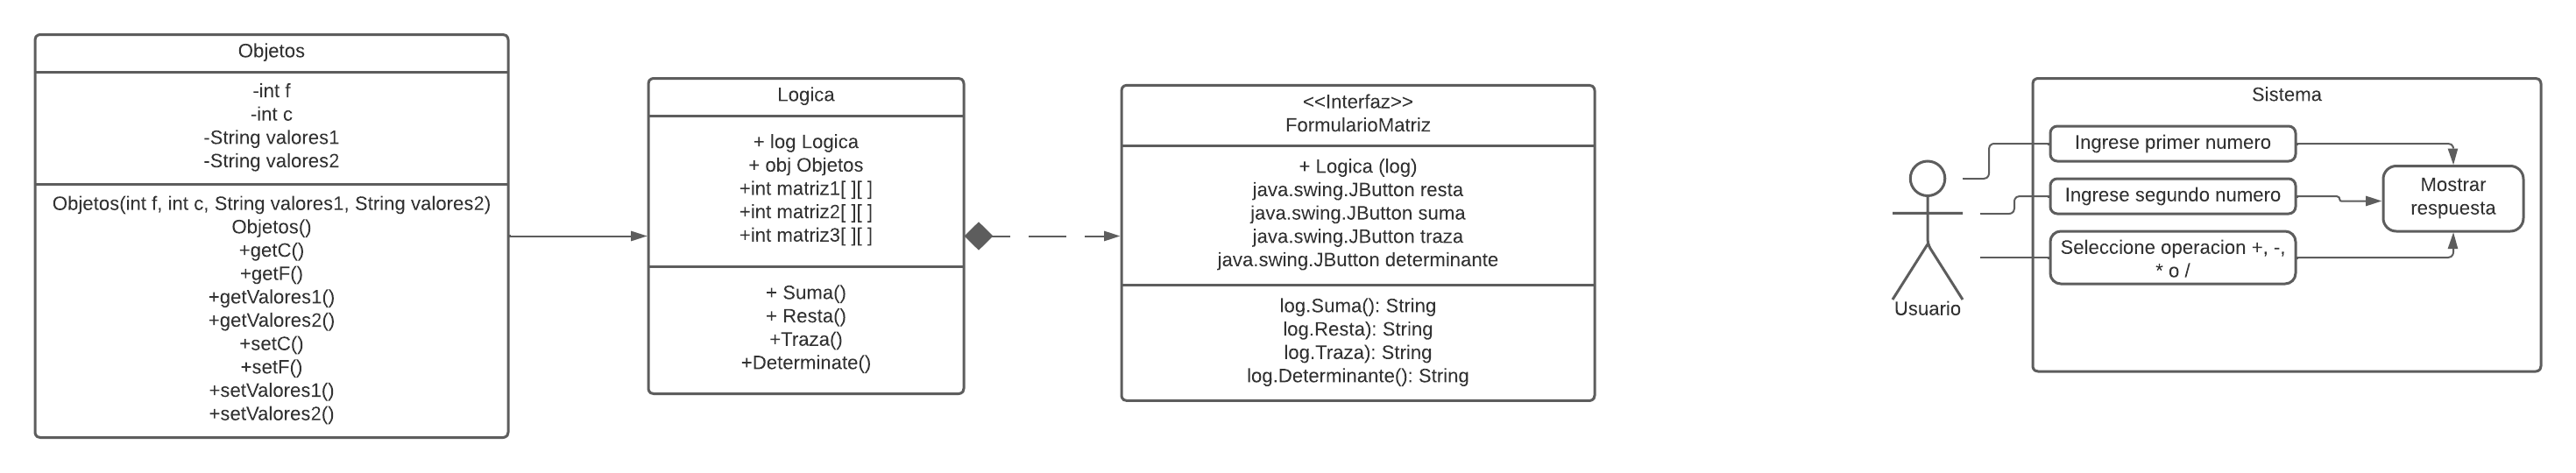 Objetos
-int f
-int c
-String valores1
-String valores2
Objetos(int f, int c, String valores1, String valores2)
Objetos()
+getC()
+getF()
+getValores1()
+getValores2()
+setC()
+setF()
+setValores1()
+setValores2()
Logica
+ log Logica
+ obj Objetos
+int matriz1[ ][ ]
+int matriz2[ ][ ]
+int matriz3[ ][ ]
+ Suma()
+ Resta()
+Traza()
+Determinate()
<<Interfaz>>
FormularioMatriz
+ Logica (log)
java.swing.JButton resta
java.swing.JButton suma
java.swing.JButton traza
java.swing.JButton determinante
log.Suma(): String
log.Resta): String
log.Traza): String
log.Determinante(): String
Usuario
Sistema
Ingrese primer numero
Ingrese segundo numero
Seleccione operacion +, -,
* o /
Mostrar
respuesta